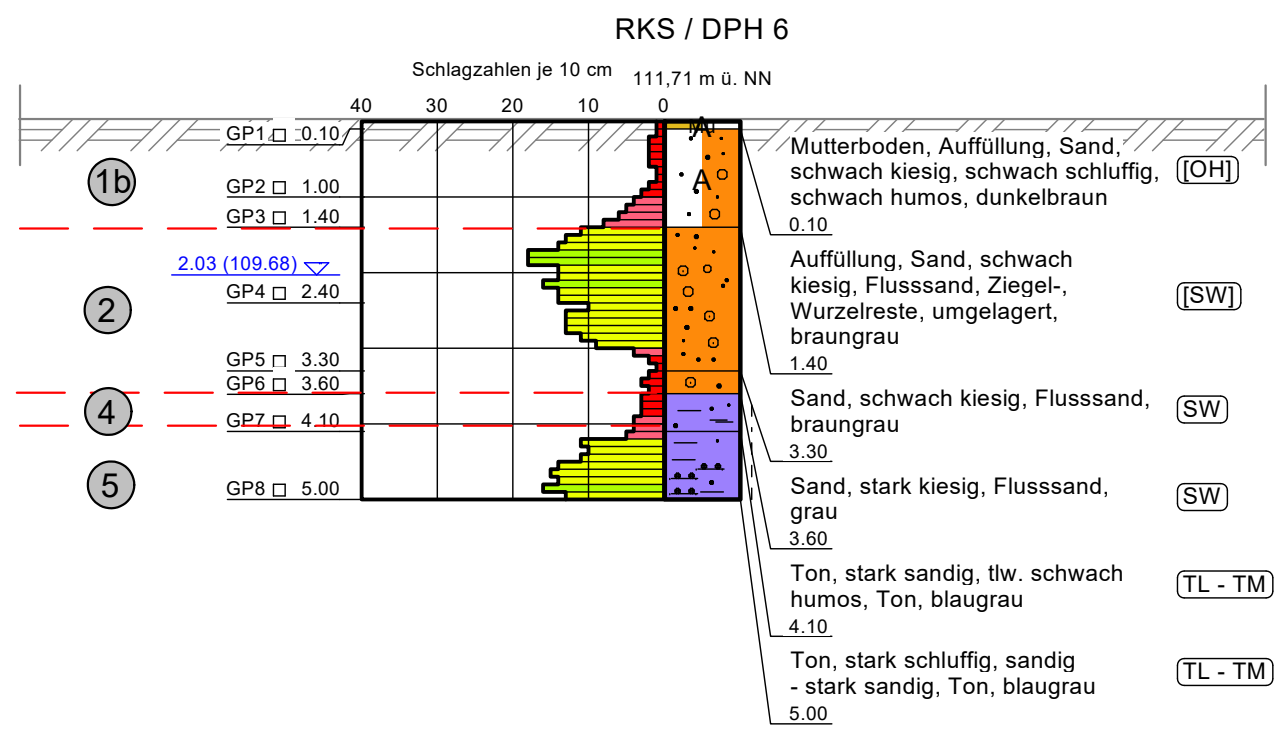 RKS / DPH 6
Schlagzahlen je 10 cm
111,71 m ü. NN
40 30 20 10 0
GP1 0.10
GP2 1.00
GP3 1.40
2.03 (109.68)
GP4 2.40
GP5 3.30
GP6 3.60
GP7 4.10
GP8 5.00
1b
2
4
5
A
Mutterboden, Auffüllung, Sand,
schwach kiesig, schwach schluffig,
schwach humos, dunkelbraun
0.10
[OH]
Auffüllung, Sand, schwach
kiesig, Flusssand, Ziegel-,
Wurzelreste, umgelagert,
braungrau
1.40
[SW]
Sand, schwach kiesig, Flusssand,
braungrau
3.30
SW
Sand, stark kiesig, Flusssand,
grau
3.60
SW
Ton, stark sandig, tlw. schwach
humos, Ton, blaugrau
4.10
TL - TM
Ton, stark schluffig, sandig
- stark sandig, Ton, blaugrau
5.00
TL - TM